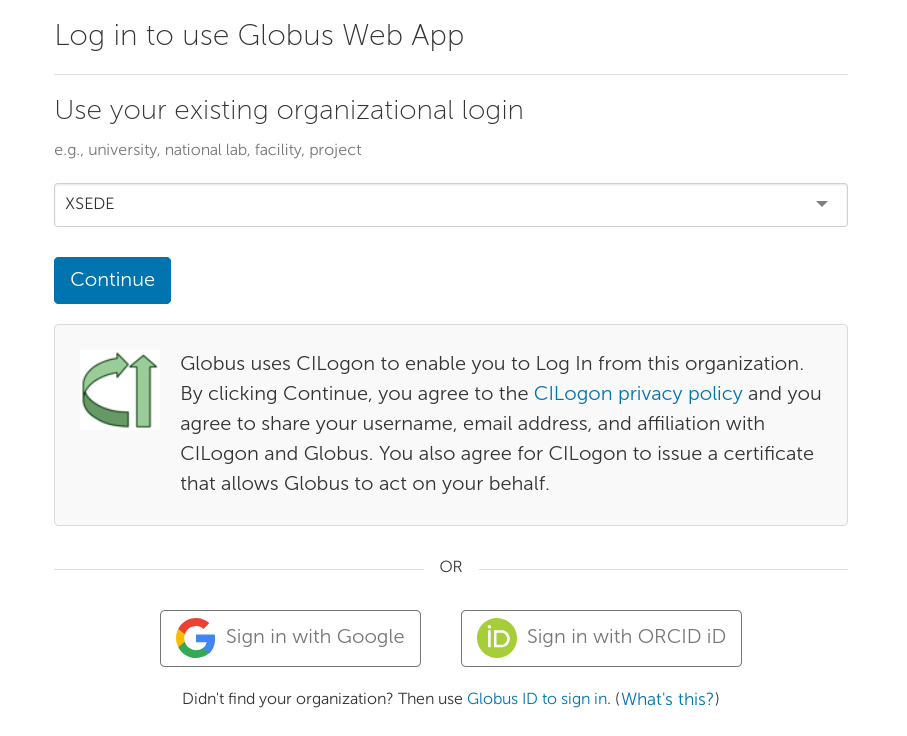 Log in to use Globus Web App
Use your existing organizational login
e.g., university, national lab, facility, project
XSEDE
Continue
Globus uses CILogon to enable you to Log In from this organization.
By clicking Continue, you agree to the CILogon privacy policy and you
agree to share your username, email address, and affiliation with
CILogon and Globus. You also agree for CILogon to issue a certificate
that allows Globus to act on your behalf.
OR
Sign in with Google
iD Sign in with ORCID iD
Didn't find your organization? Then use Globus ID to sign in. (What's this?)